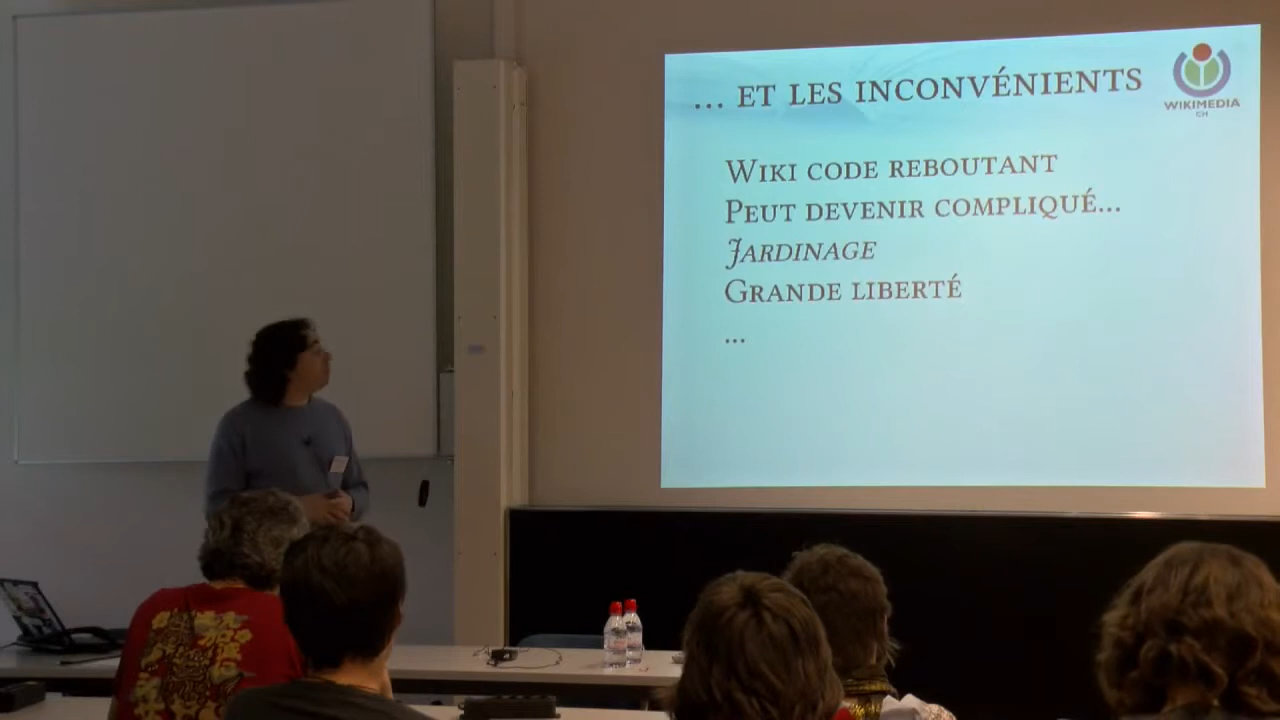 ... ET LES INCONVÉNIENTS
WIKIMEDIA
CH
WIKI CODE REBOUTANT
PEUT DEVENIR COMPLIQUÉ...
JARDINAGE
GRANDE LIBERTÉ
...